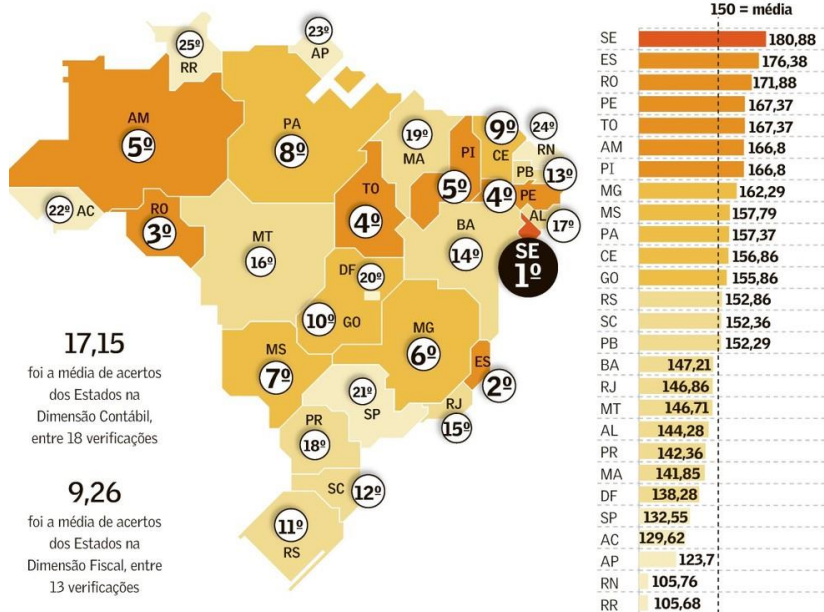 150 = média
23º
AP
25º
RR
AM
5º
PA
8º
19º
MA
PI
5º
9º
CE
24º
RN
PB
13º
4º
PE
AL
17º
22º AC
RO
3º
TO
4º
MT
16º
BA
14º
SE
1º
DF 20º
10º GO
MG
6º
ES
2º
MS
7º
21º
SP
RJ
15º
PR
18º
SC 12º
11º
RS
17,15
foi a média de acertos
dos Estados na
Dimensão Contábil,
entre 18 verificações
9,26
foi a média de acertos
dos Estados na
Dimensão Fiscal, entre
13 verificações
SE 180,88
ES 176,38
RO 171,88
PE 167,37
TO 167,37
AM 166,8
PI 166,8
MG 162,29
MS 157,79
PA 157,37
CE 156,86
GO 155,86
RS 152,86
SC 152,36
PB 152,29
BA 147,21
RJ 146,86
MT 146,71
AL 144,28
PR 142,36
MA 141,85
DF 138,28
SP 132,55
AC 129,62
AP 123,7
RN 105,76
RR 105,68